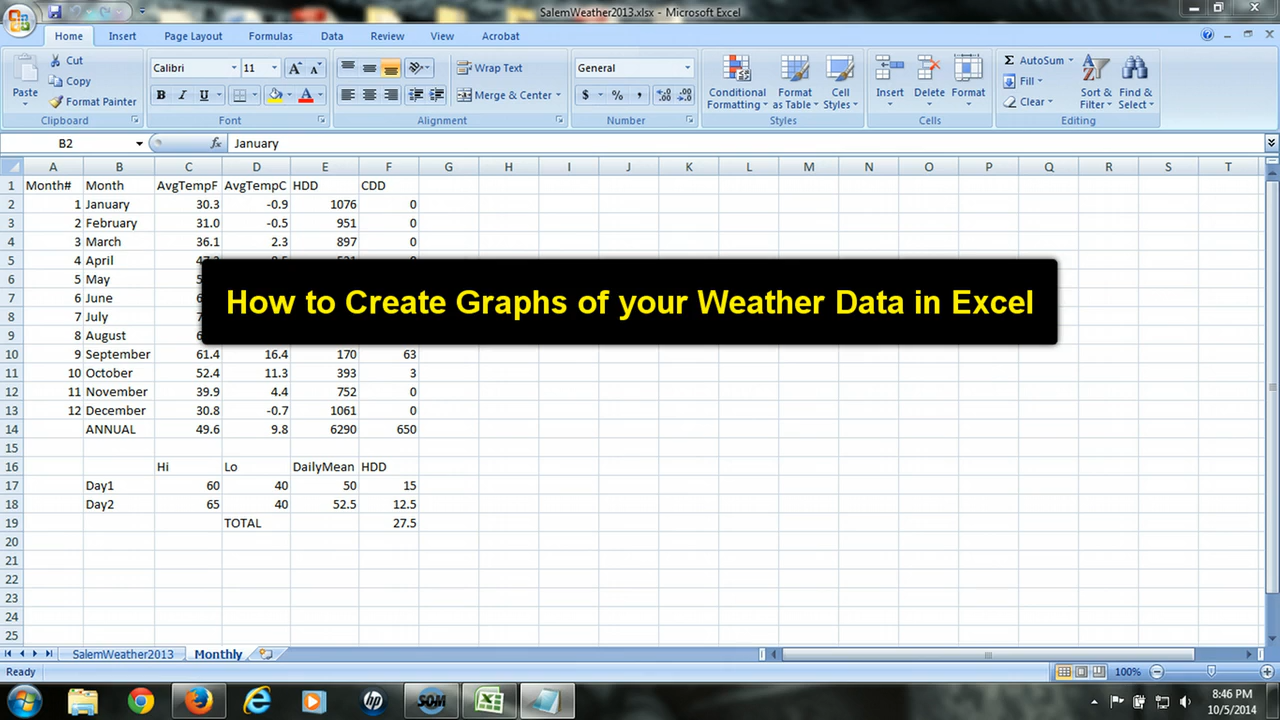 SalemWeather2013.xlsx - Microsoft Excel
Home Insert Page Layout Formulas Data Review View Acrobat
Paste
Cut
Copy
Format Painter
Clipboard
Calibri 11
B I U
A A
Font
Wrap Text
Merge & Center
Alignment
General
$ % , .0 .00 .00 .0
Number
Conditional Formatting
Format as Table
Cell Styles
Styles
Insert Delete Format
Cells
Σ AutoSum
Fill
Clear
Sort & Filter
Find & Select
Editing
B2 fx January
A B C D E F G H I J K L M N O P Q R S T
1 Month# Month AvgTempF AvgTempC HDD CDD
2 1 January 30.3 -0.9 1076 0
3 2 February 31.0 -0.5 951 0
4 3 March 36.1 2.3 897 0
5 4 April
6 5 May
7 6 June
How to Create Graphs of your Weather Data in Excel
8 7 July
9 8 August
10 9 September 61.4 16.4 170 63
11 10 October 52.4 11.3 393 3
12 11 November 39.9 4.4 752 0
13 12 December 30.8 -0.7 1061 0
14 ANNUAL 49.6 9.8 6290 650
15
16 Hi Lo DailyMean HDD
17 Day1 60 40 50 15
18 Day2 65 40 52.5 12.5
19 TOTAL 27.5
20
21
22
23
24
25
SalemWeather2013 Monthly
Ready 100%
hp
SOM
8:46 PM
10/5/2014